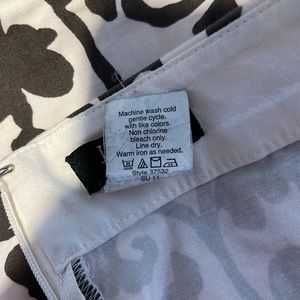 Machine wash cold
gentle cycle.
with like colors.
Non chlorine
bleach only.
Line dry.
Warm iron as needed.
Style 37532
SU 11